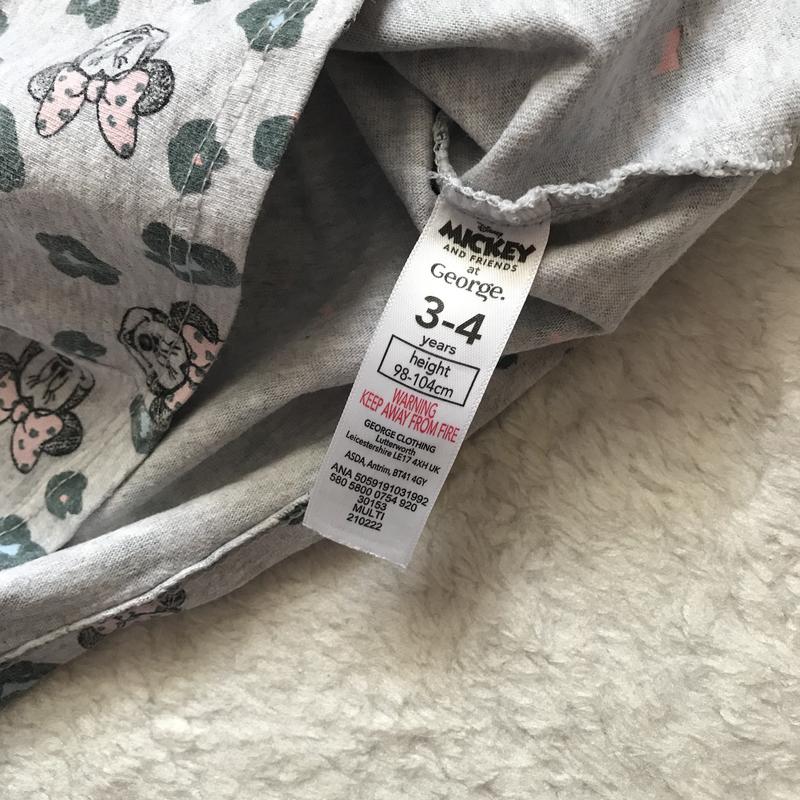 Disney
MICKEY
AND FRIENDS
at
George.
3-4
years
height
98-104cm
WARNING
KEEP AWAY FROM FIRE
GEORGE CLOTHING
Lutterworth
Leicestershire LE17 4XH UK
ASDA, Antrim, BT41 4GY
ANA 5059191031992
580 5800 0754 920
30153
MULTI
210222